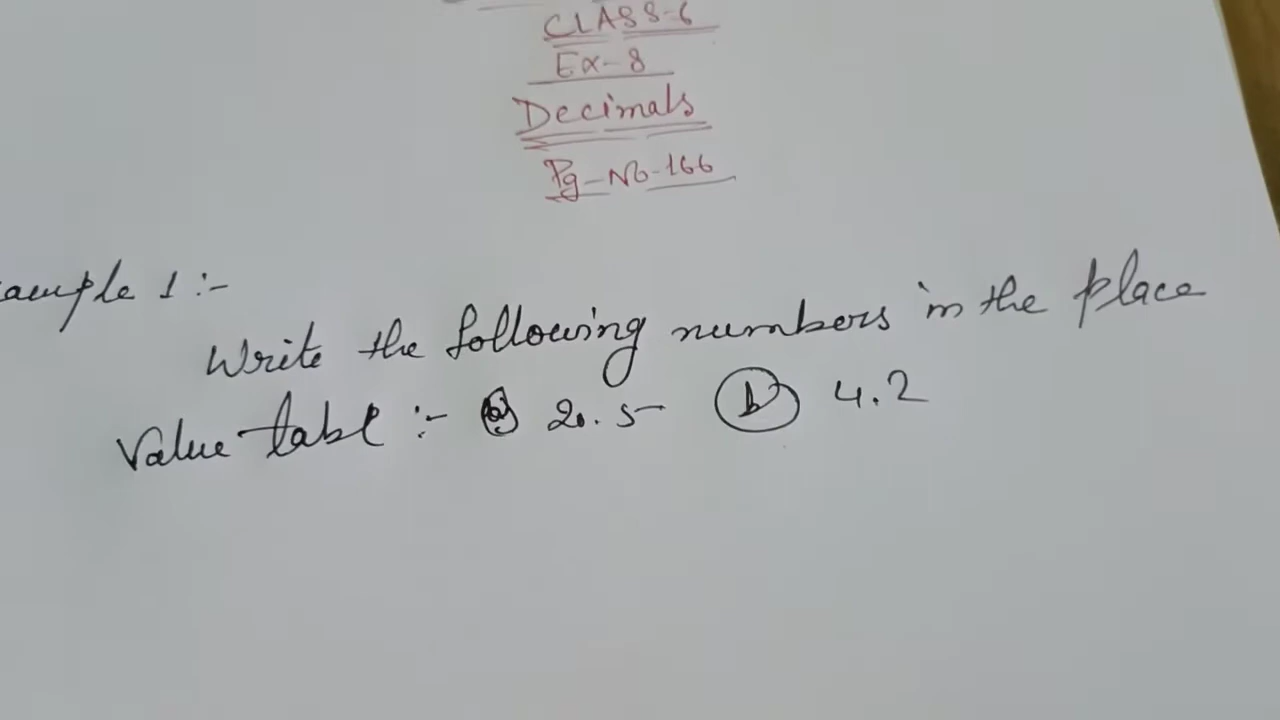 CLASS-6
Ex-8
Decimals
Pg-No-166
ample 1:-
Write the following numbers in the place
Value table :- (a) 20.5 (b) 4.2